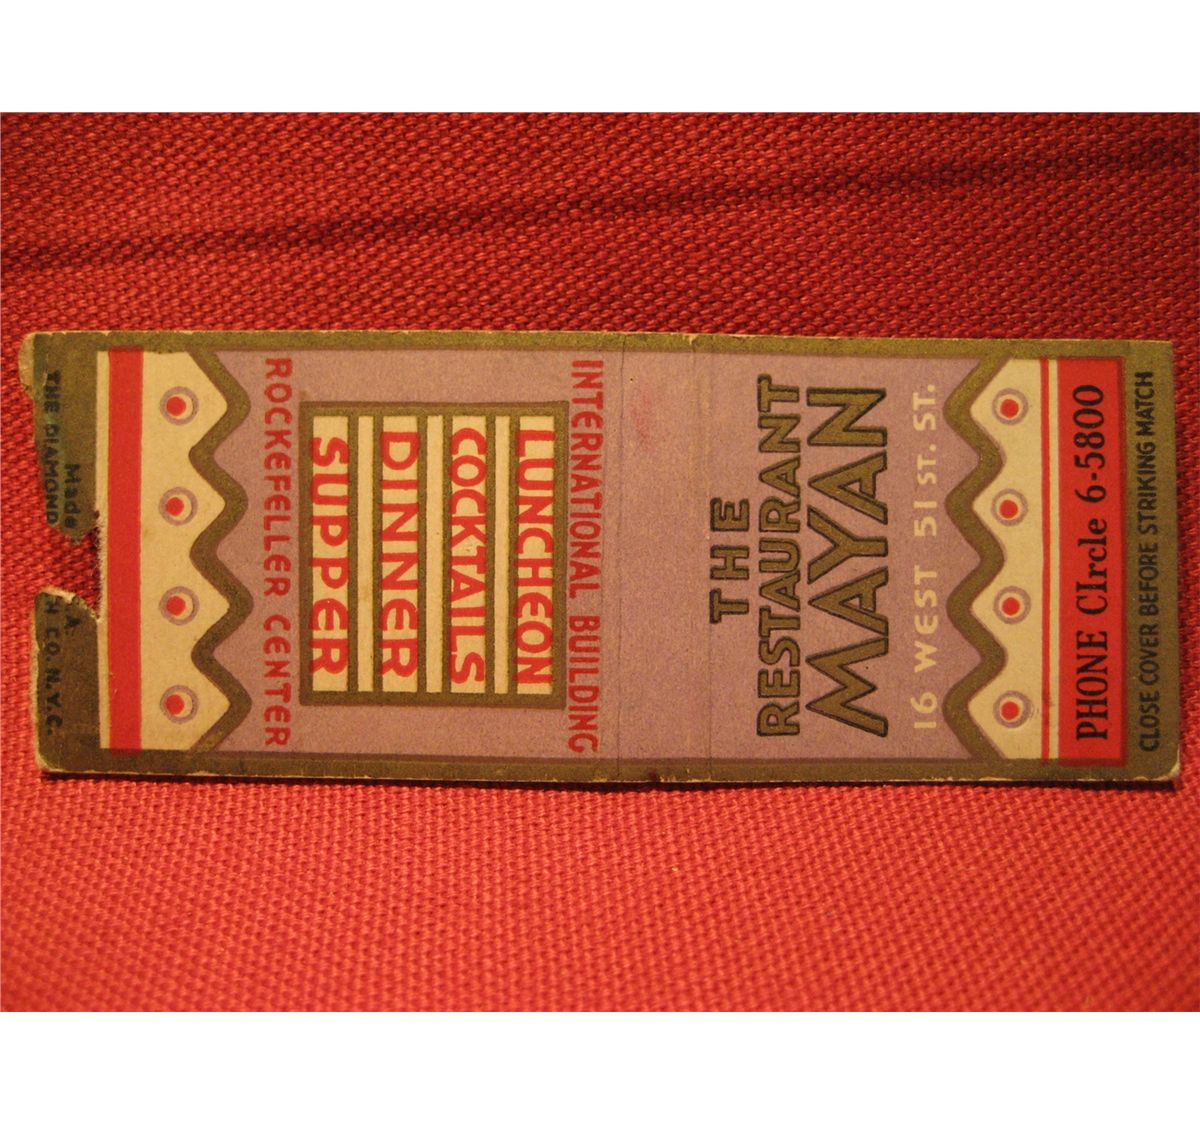 THE
RESTAURANT
MAYAN
16 WEST 51 ST. ST.
PHONE CIrcle 6-5800
CLOSE COVER BEFORE STRIKING MATCH
INTERNATIONAL BUILDING
LUNCHEON
COCKTAILS
DINNER
SUPPER
ROCKEFELLER CENTER
Made
THE DIAMOND CO. N.Y.C.